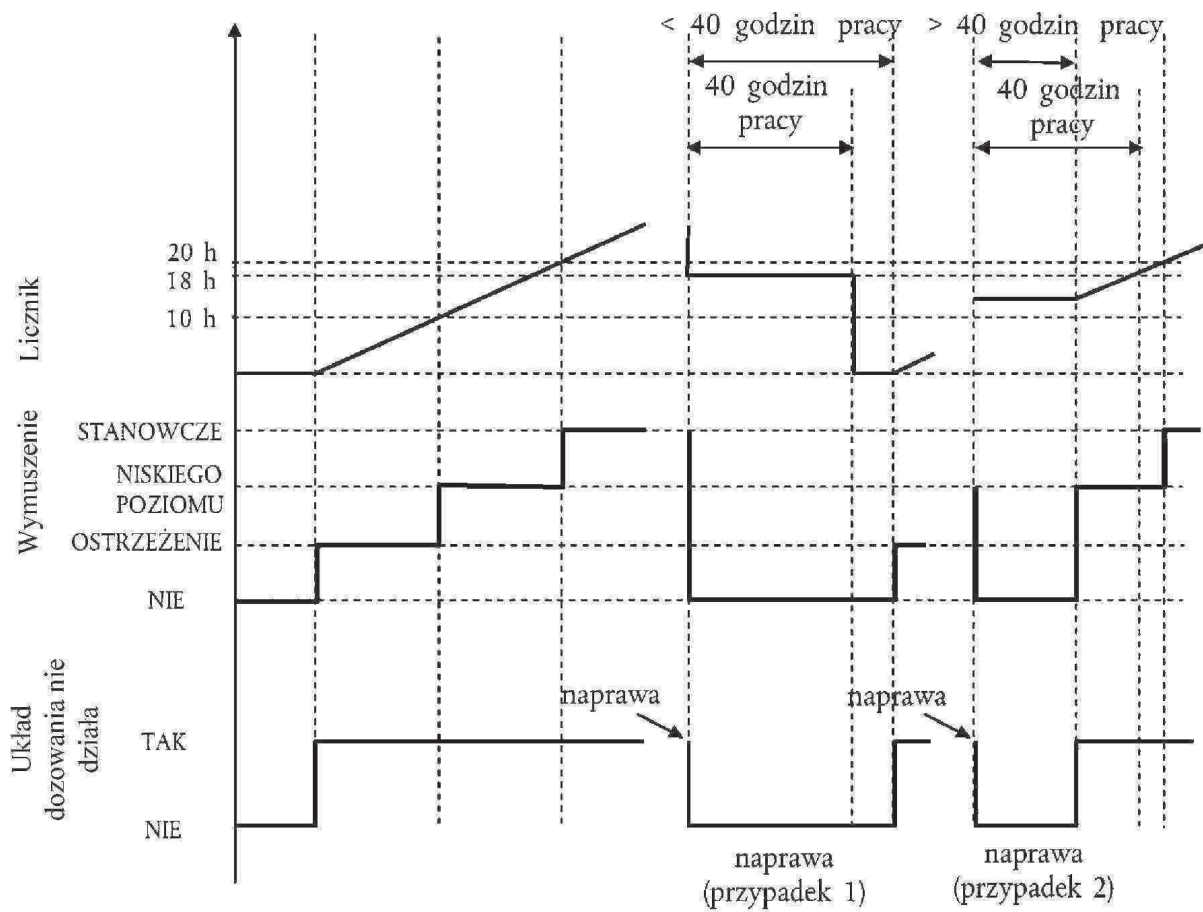 < 40 godzin pracy
> 40 godzin pracy
40 godzin
pracy
40 godzin
pracy
Licznik
20 h
18 h
10 h
Wymuszenie
STANOWCZE
NISKIEGO
POZIOMU
OSTRZEŻENIE
NIE
Układ
dozowania nie
działa
TAK
NIE
naprawa
naprawa
naprawa
(przypadek 1)
naprawa
(przypadek 2)